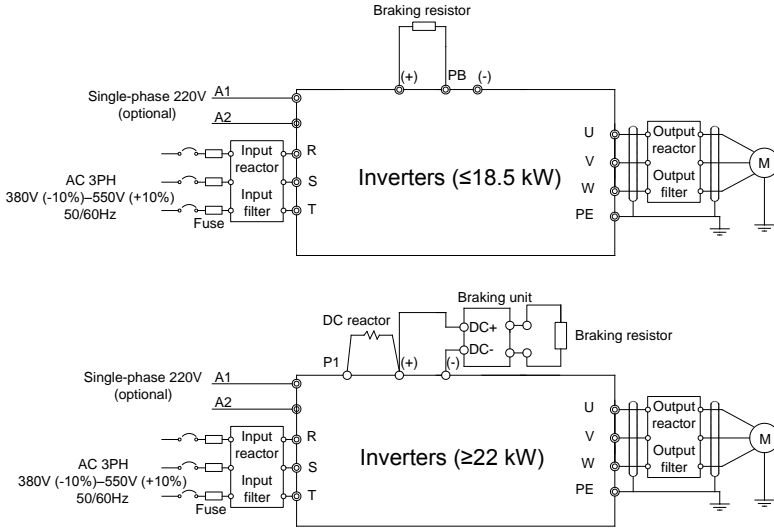 Braking resistor
(+)
PB
(-)
Single-phase 220V
(optional)
A1
A2
Input
reactor
Input
filter
R
S
T
AC 3PH
380V (-10%)–550V (+10%)
50/60Hz
Fuse
Inverters (≤18.5 kW)
U
V
W
PE
Output
reactor
Output
filter
M
Braking unit
DC reactor
DC+
DC-
Braking resistor
P1
(+)
(-)
Single-phase 220V
(optional)
A1
A2
Input
reactor
Input
filter
R
S
T
AC 3PH
380V (-10%)–550V (+10%)
50/60Hz
Fuse
Inverters (≥22 kW)
U
V
W
PE
Output
reactor
Output
filter
M